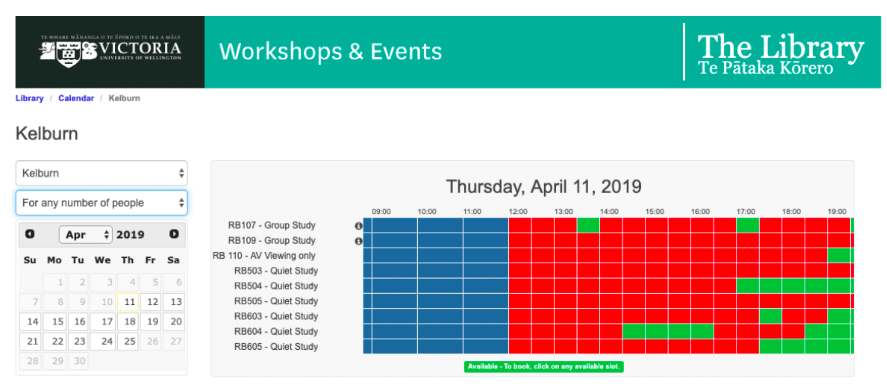 TE WHARE WĀNANGA O TE ŪPOKO O TE IKA A MĀUI
VICTORIA
UNIVERSITY OF WELLINGTON
Workshops & Events
The Library
Te Pātaka Kōrero
Library / Calendar / Kelburn
Kelburn
Kelburn
For any number of people
Apr 2019
Su Mo Tu We Th Fr Sa
1 2 3 4 5 6
7 8 9 10 11 12 13
14 15 16 17 18 19 20
21 22 23 24 25 26 27
28 29 30
Thursday, April 11, 2019
09:00 10:00 11:00 12:00 13:00 14:00 15:00 16:00 17:00 18:00 19:00
RB107 - Group Study
RB109 - Group Study
RB 110 - AV Viewing only
RB503 - Quiet Study
RB504 - Quiet Study
RB505 - Quiet Study
RB603 - Quiet Study
RB604 - Quiet Study
RB605 - Quiet Study
Available - To book, click on any available slot.